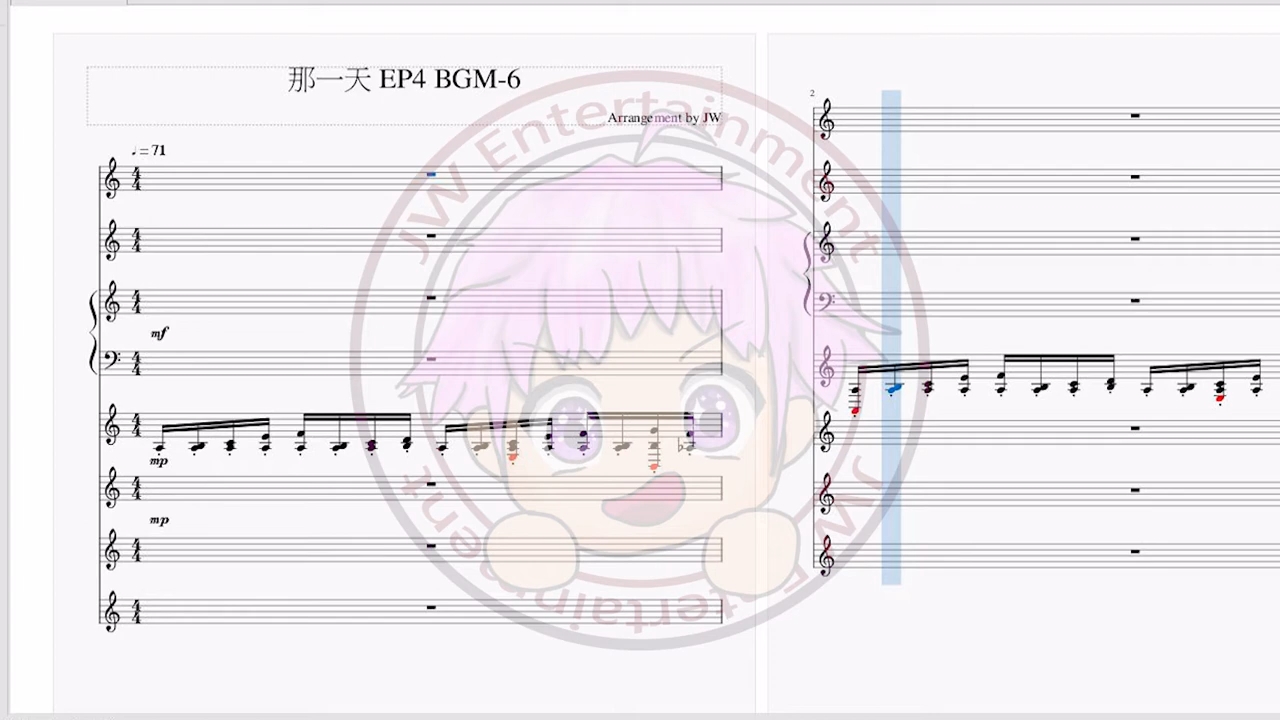 那一天 EP4 BGM-6
Arrangement by JW
♩= 71
2
mf
mp
mp
JW Entertainment
JW Entertainment